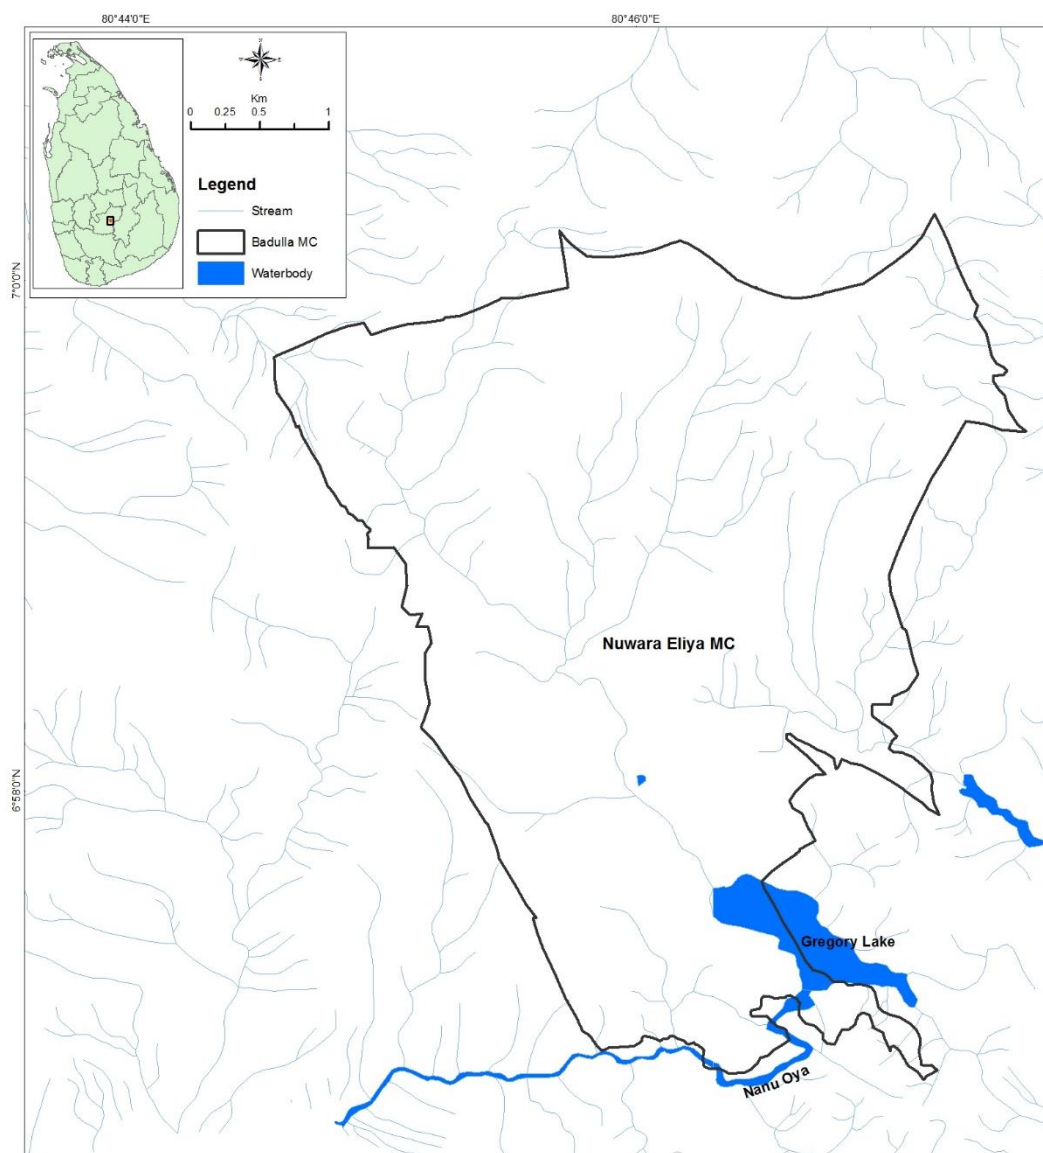 80°44'0"E
80°46'0"E
Km
0 0.25 0.5 1
Legend
Stream
Badulla MC
Waterbody
7°0'0"N
6°58'0"N
Nuwara Eliya MC
Gregory Lake
Nanu Oya